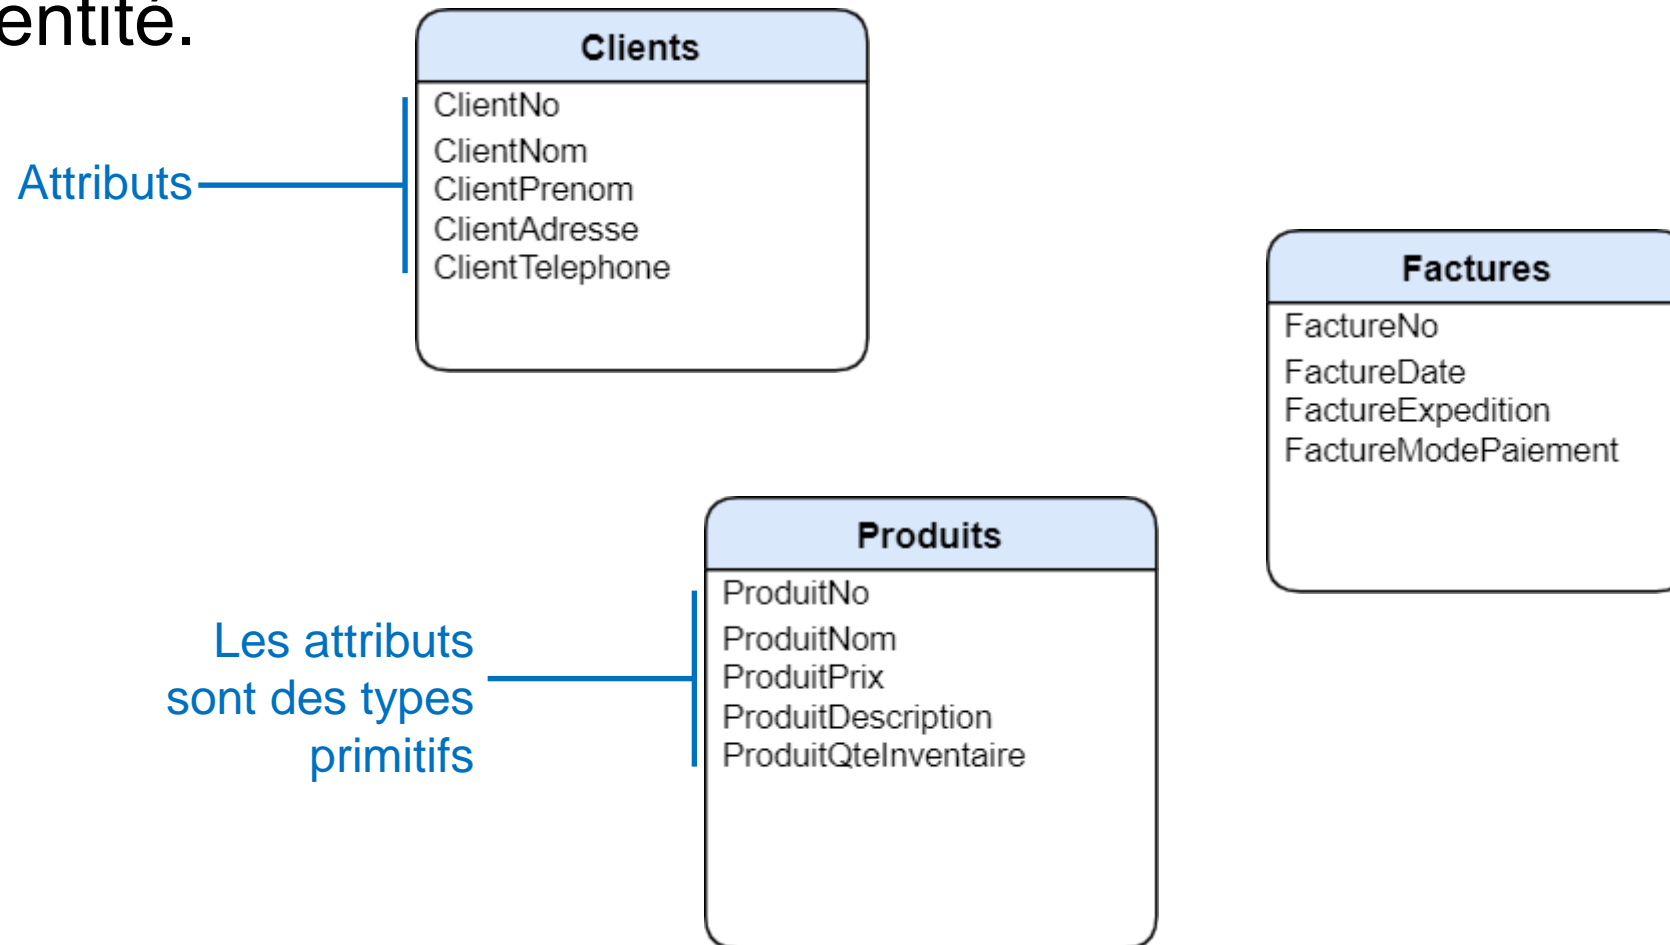 entité.
Clients
ClientNo
ClientNom
ClientPrenom
ClientAdresse
ClientTelephone
Attributs
Factures
FactureNo
FactureDate
FactureExpedition
FactureModePaiement
Produits
ProduitNo
ProduitNom
ProduitPrix
ProduitDescription
ProduitQteInventaire
Les attributs
sont des types
primitifs